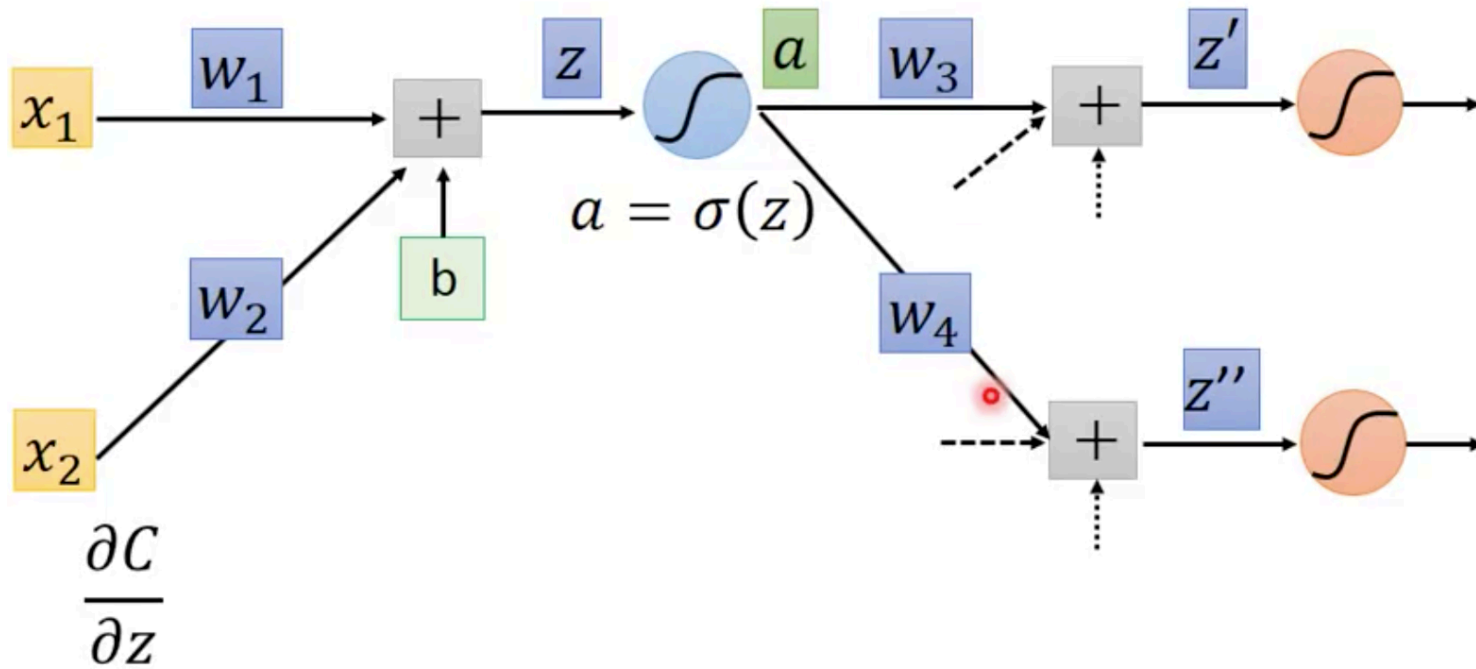 x₁
w₁
+
z
a
w₃
+
z′
a = σ(z)
b
w₂
w₄
x₂
+
z′′
∂C
∂z